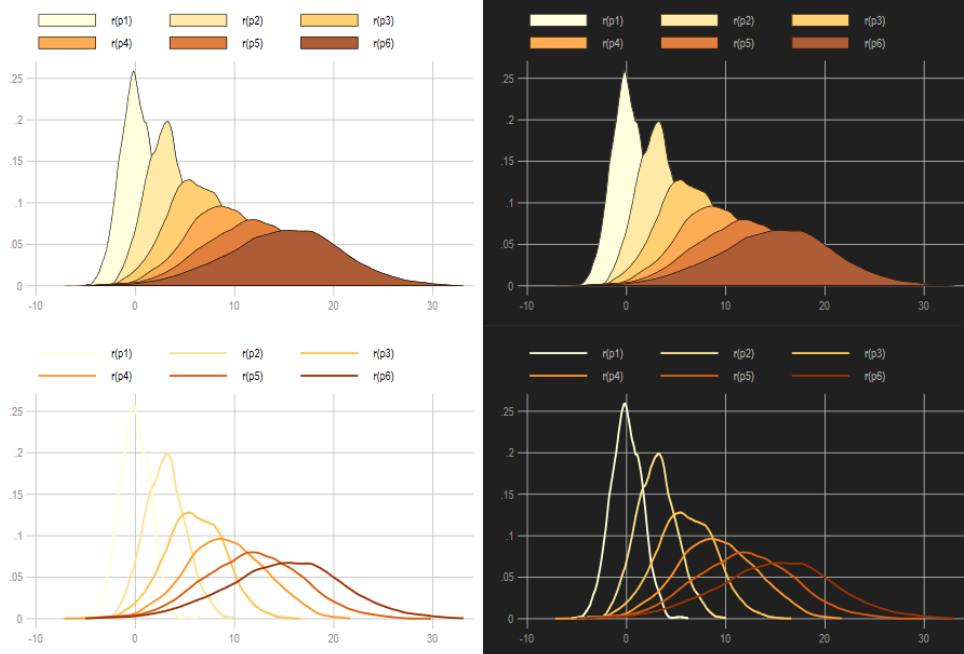 r(p1) r(p2) r(p3)
r(p4) r(p5) r(p6)
.25
.2
.15
.1
.05
0
-10 0 10 20 30
r(p1) r(p2) r(p3)
r(p4) r(p5) r(p6)
.25
.2
.15
.1
.05
0
-10 0 10 20 30
r(p1) r(p2) r(p3)
r(p4) r(p5) r(p6)
.25
.2
.15
.1
.05
0
-10 0 10 20 30
r(p1) r(p2) r(p3)
r(p4) r(p5) r(p6)
.25
.2
.15
.1
.05
0
-10 0 10 20 30